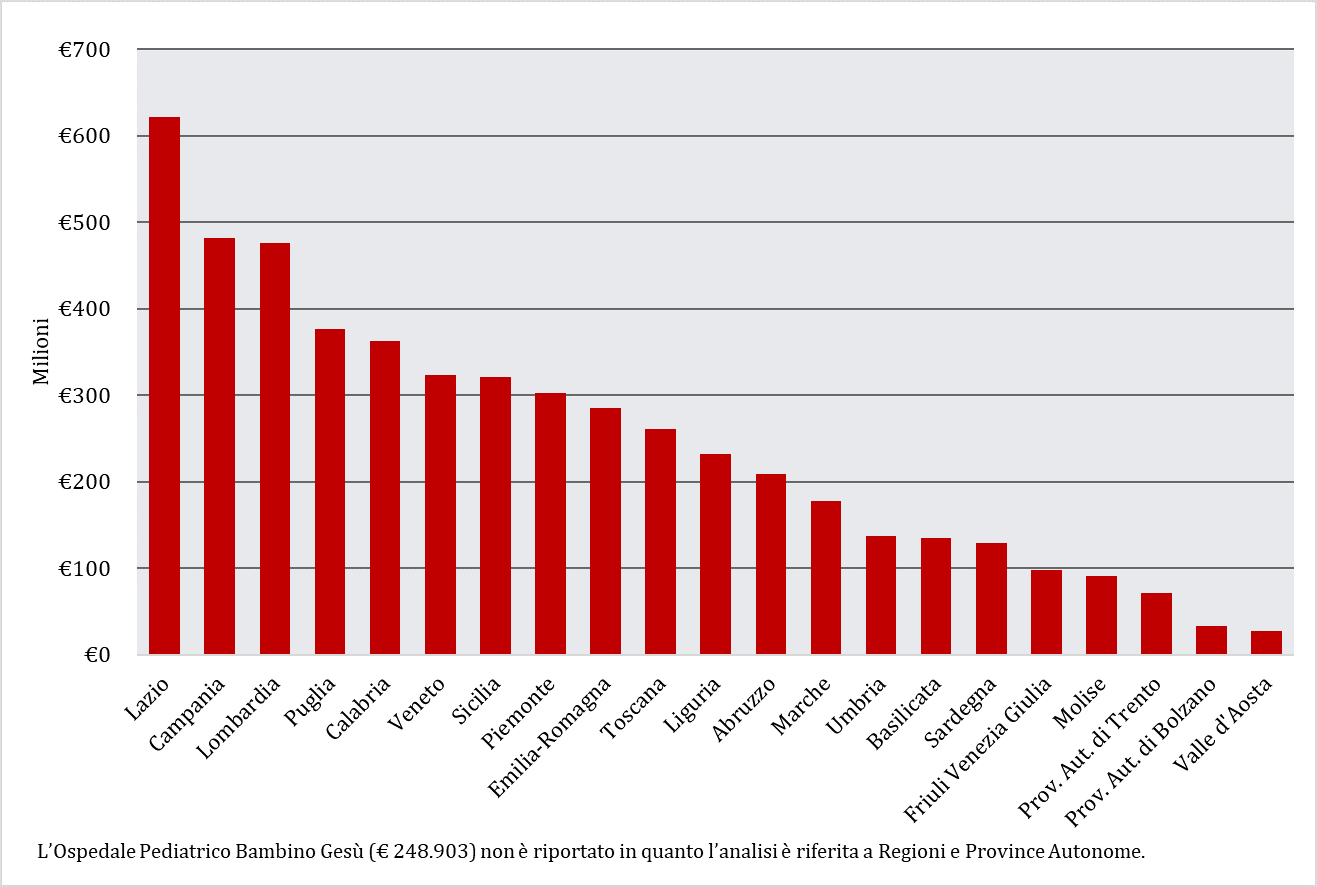 €700
€600
€500
€400
€300
€200
€100
€0
Milioni
Lazio
Campania
Lombardia
Puglia
Calabria
Veneto
Sicilia
Piemonte
Emilia-Romagna
Toscana
Liguria
Abruzzo
Marche
Umbria
Basilicata
Sardegna
Friuli Venezia Giulia
Molise
Prov. Aut. di Trento
Prov. Aut. di Bolzano
Valle d'Aosta
L’Ospedale Pediatrico Bambino Gesù (€ 248.903) non è riportato in quanto l’analisi è riferita a Regioni e Province Autonome.